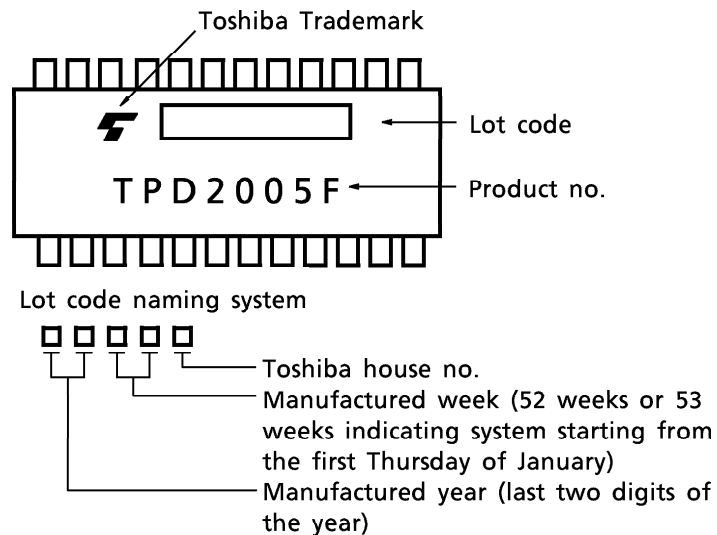 Toshiba Trademark
Lot code
TPD2005F
Product no.
Lot code naming system
Toshiba house no.
Manufactured week (52 weeks or 53
weeks indicating system starting from
the first Thursday of January)
Manufactured year (last two digits of
the year)